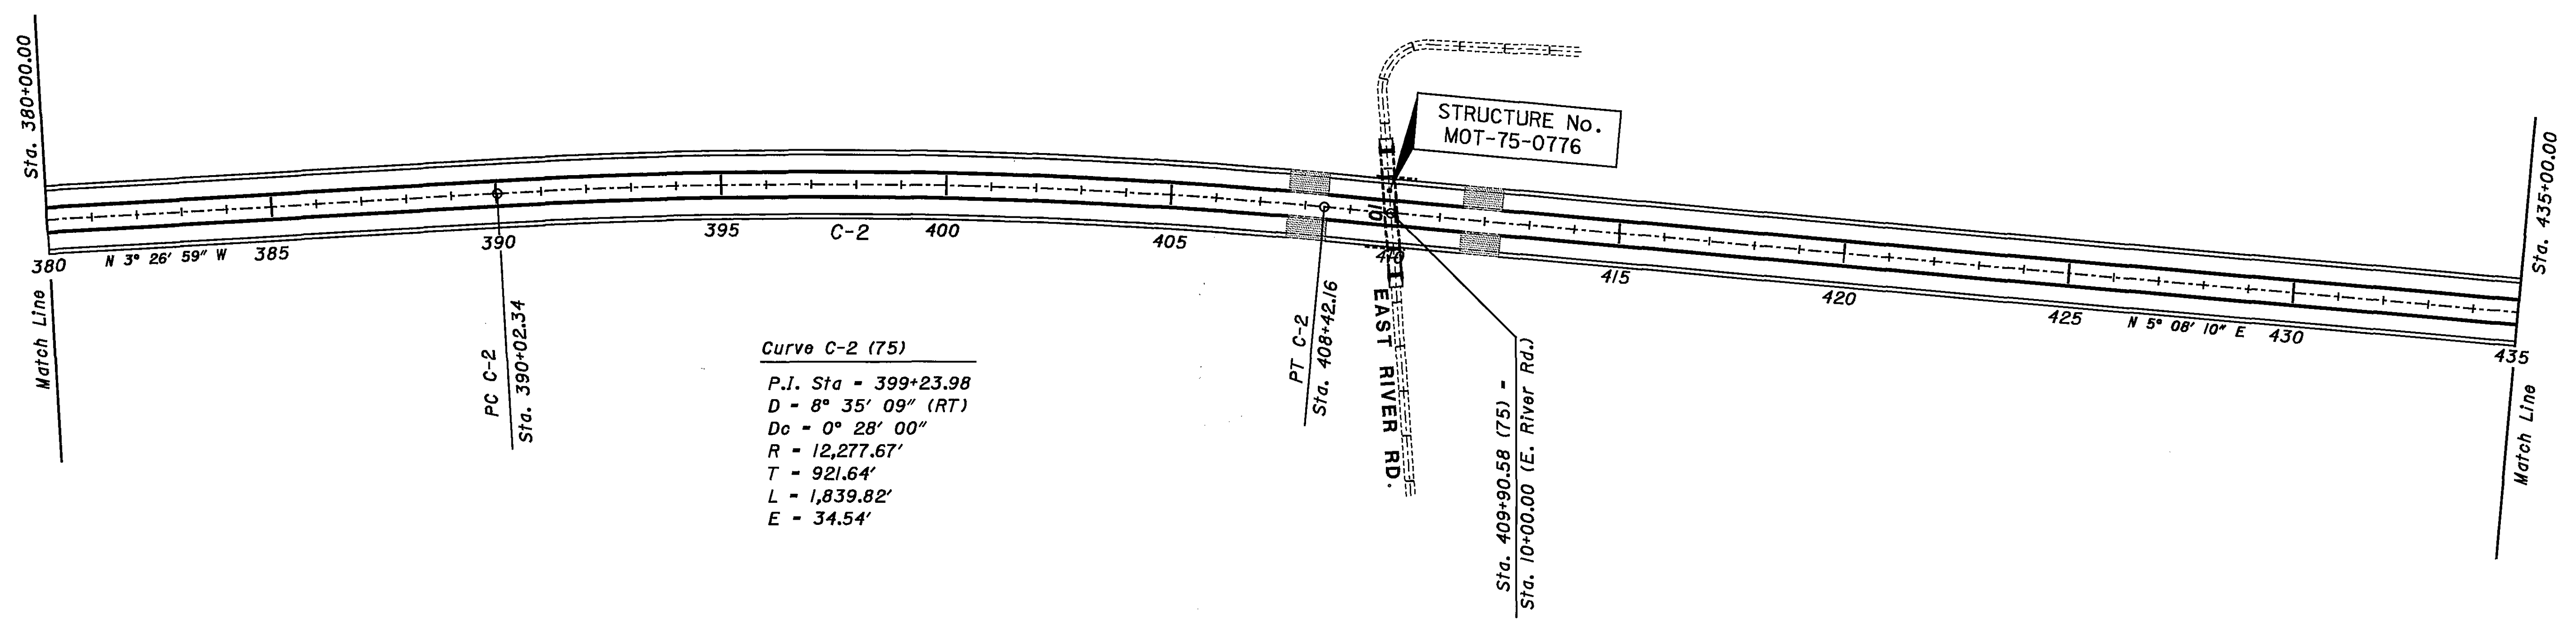 Sta. 380+00.00
Match Line
380
N 3° 26' 59" W
385
390
395
C-2
400
405
410
415
420
425
N 5° 08' 10" E
430
435
PC C-2
Sta. 390+02.34
Curve C-2 (75)
P.I. Sta = 399+23.98
D = 8° 35' 09" (RT)
Dc = 0° 28' 00"
R = 12,277.67'
T = 921.64'
L = 1,839.82'
E = 34.54'
PT C-2
Sta. 408+42.16
STRUCTURE No.
MOT-75-0776
10
EAST RIVER RD.
Sta. 409+90.58 (75) =
Sta. 10+00.00 (E. River Rd.)
Sta. 435+00.00
Match Line